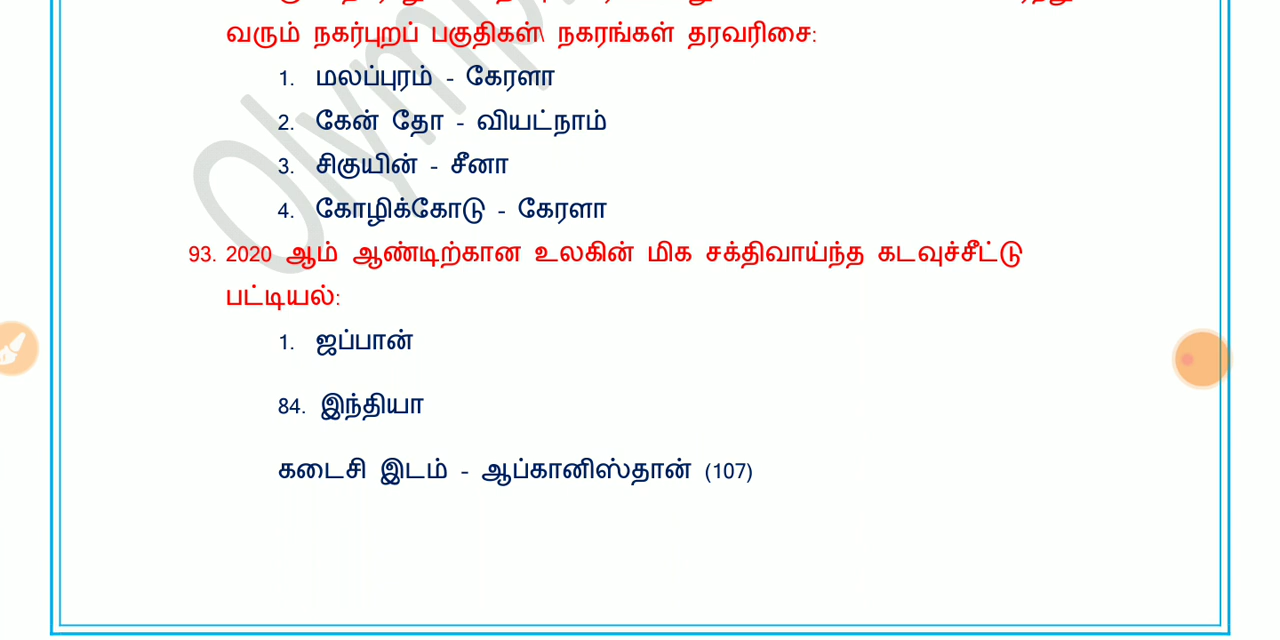 வரும் நகர்புறப் பகுதிகள்\ நகரங்கள் தரவரிசை:
1. மலப்புரம் - கேரளா
2. கேன் தோ - வியட்நாம்
3. சிகுயின் - சீனா
4. கோழிக்கோடு - கேரளா
93. 2020 ஆம் ஆண்டிற்கான உலகின் மிக சக்திவாய்ந்த கடவுச்சீட்டு
பட்டியல்:
1. ஜப்பான்
84. இந்தியா
கடைசி இடம் - ஆப்கானிஸ்தான் (107)